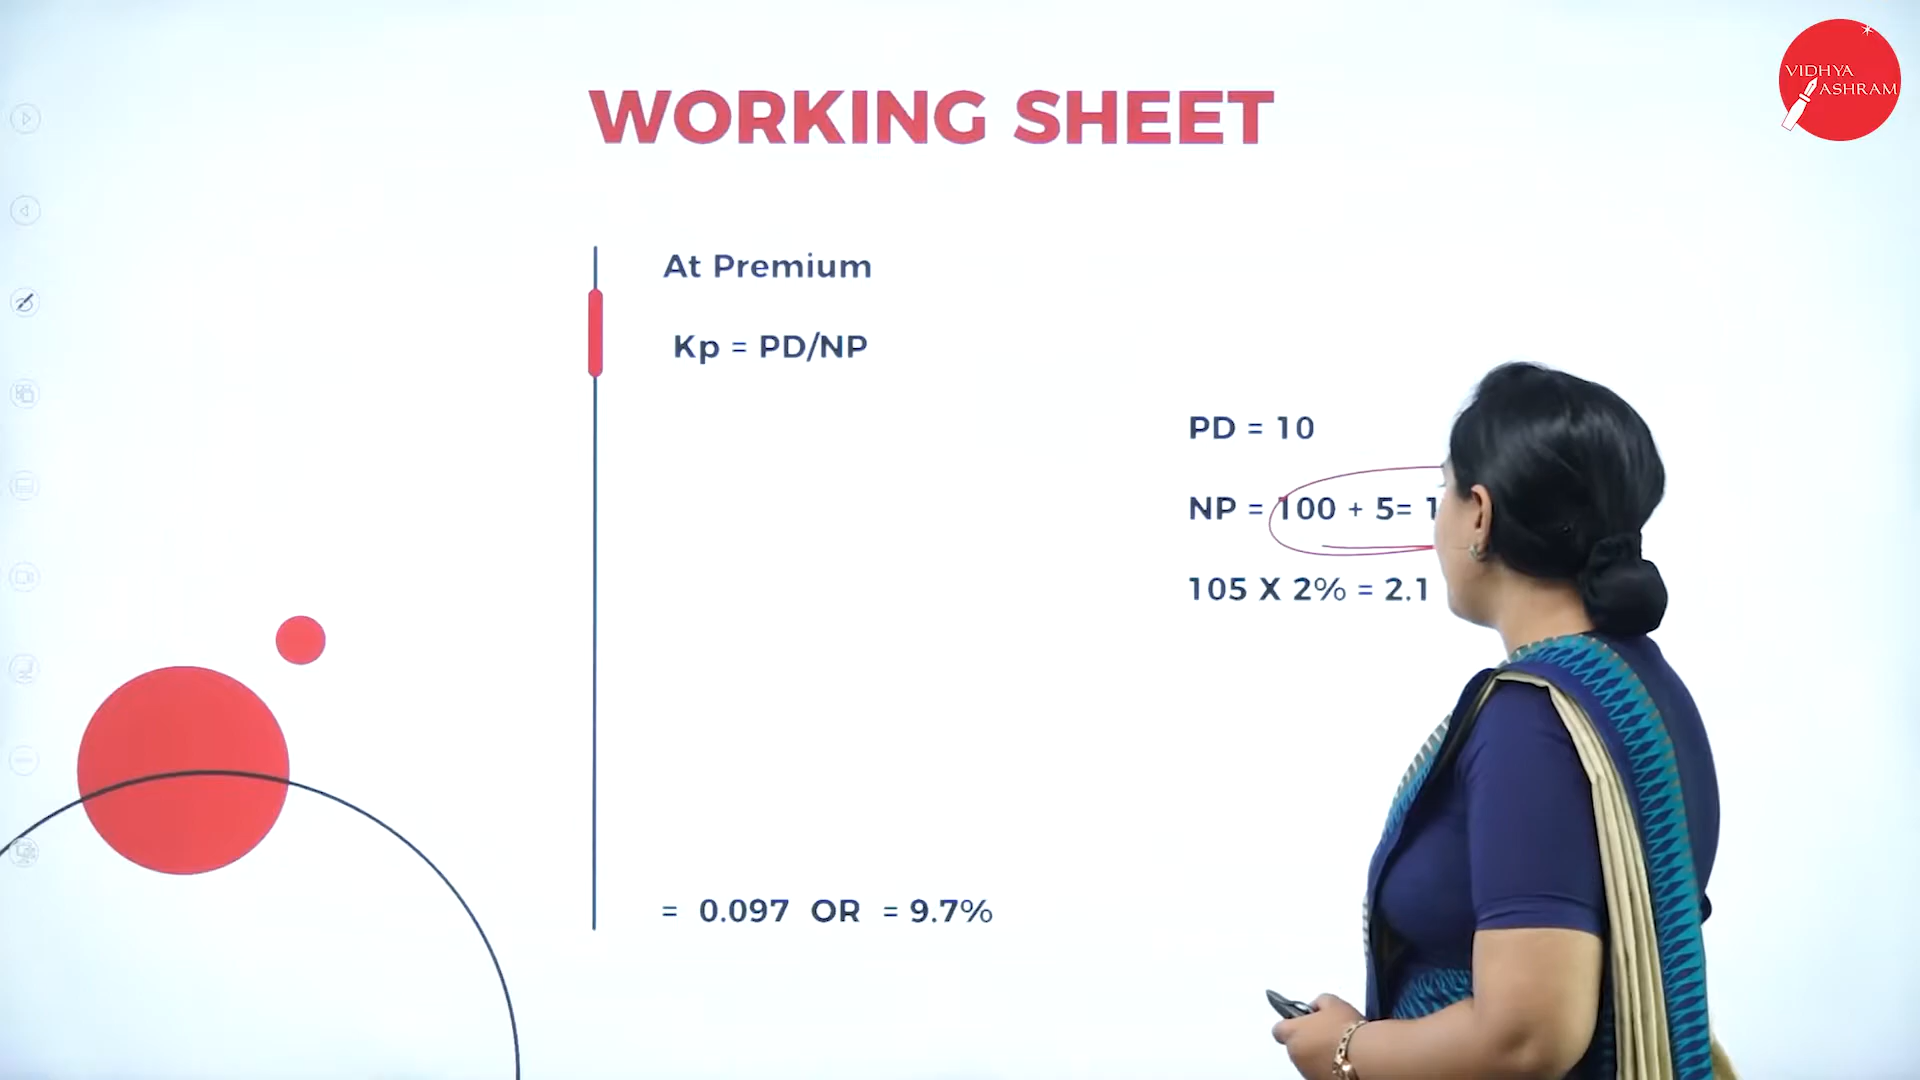 VIDHYA
ASHRAM
WORKING SHEET
At Premium
Kp = PD/NP
PD = 10
NP = 100 + 5= 1
105 X 2% = 2.1
= 0.097 OR = 9.7%